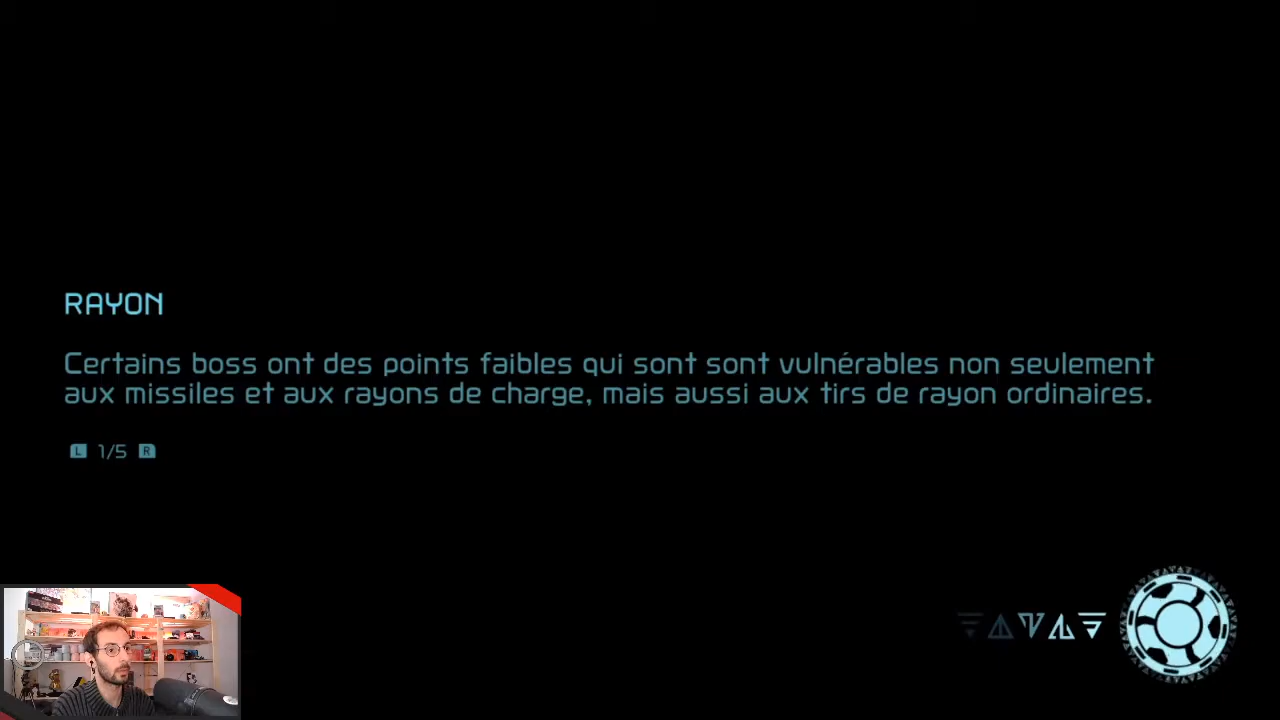 RAYON
Certains boss ont des points faibles qui sont sont vulnérables non seulement
aux missiles et aux rayons de charge, mais aussi aux tirs de rayon ordinaires.
L 1/5 R